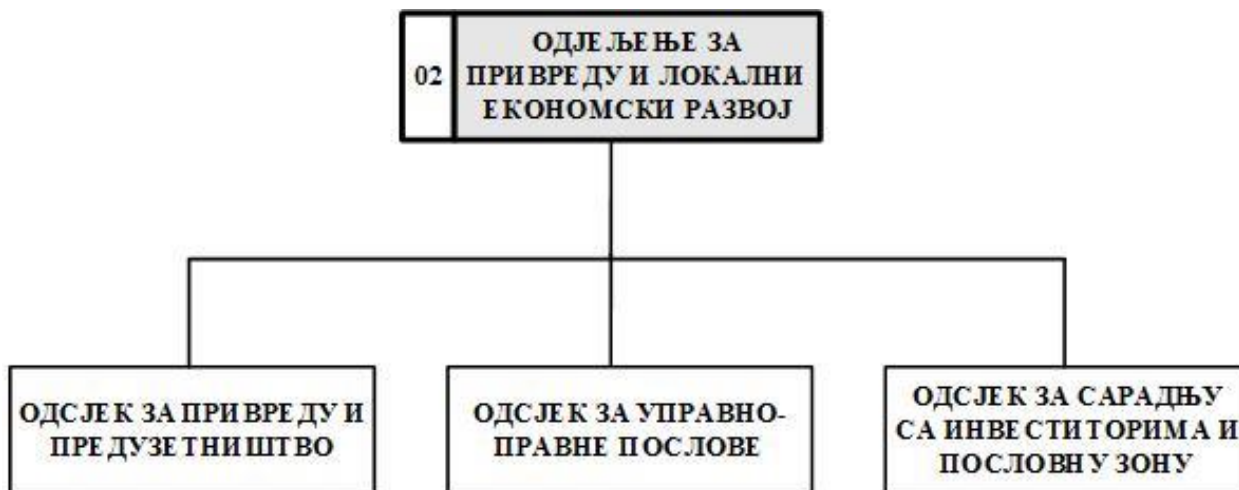 02
ОДЈЕЉЕЊЕ ЗА
ПРИВРЕДУ И ЛОКАЛНИ
ЕКОНОМСКИ РАЗВОЈ
ОДСЈЕК ЗА ПРИВРЕДУ И
ПРЕДУЗЕТНИШТВО
ОДСЈЕК ЗА УПРАВНО-
ПРАВНЕ ПОСЛОВЕ
ОДСЈЕК ЗА САРАДЊУ
СА ИНВЕСТИТОРИМА И
ПОСЛОВНУ ЗОНУ